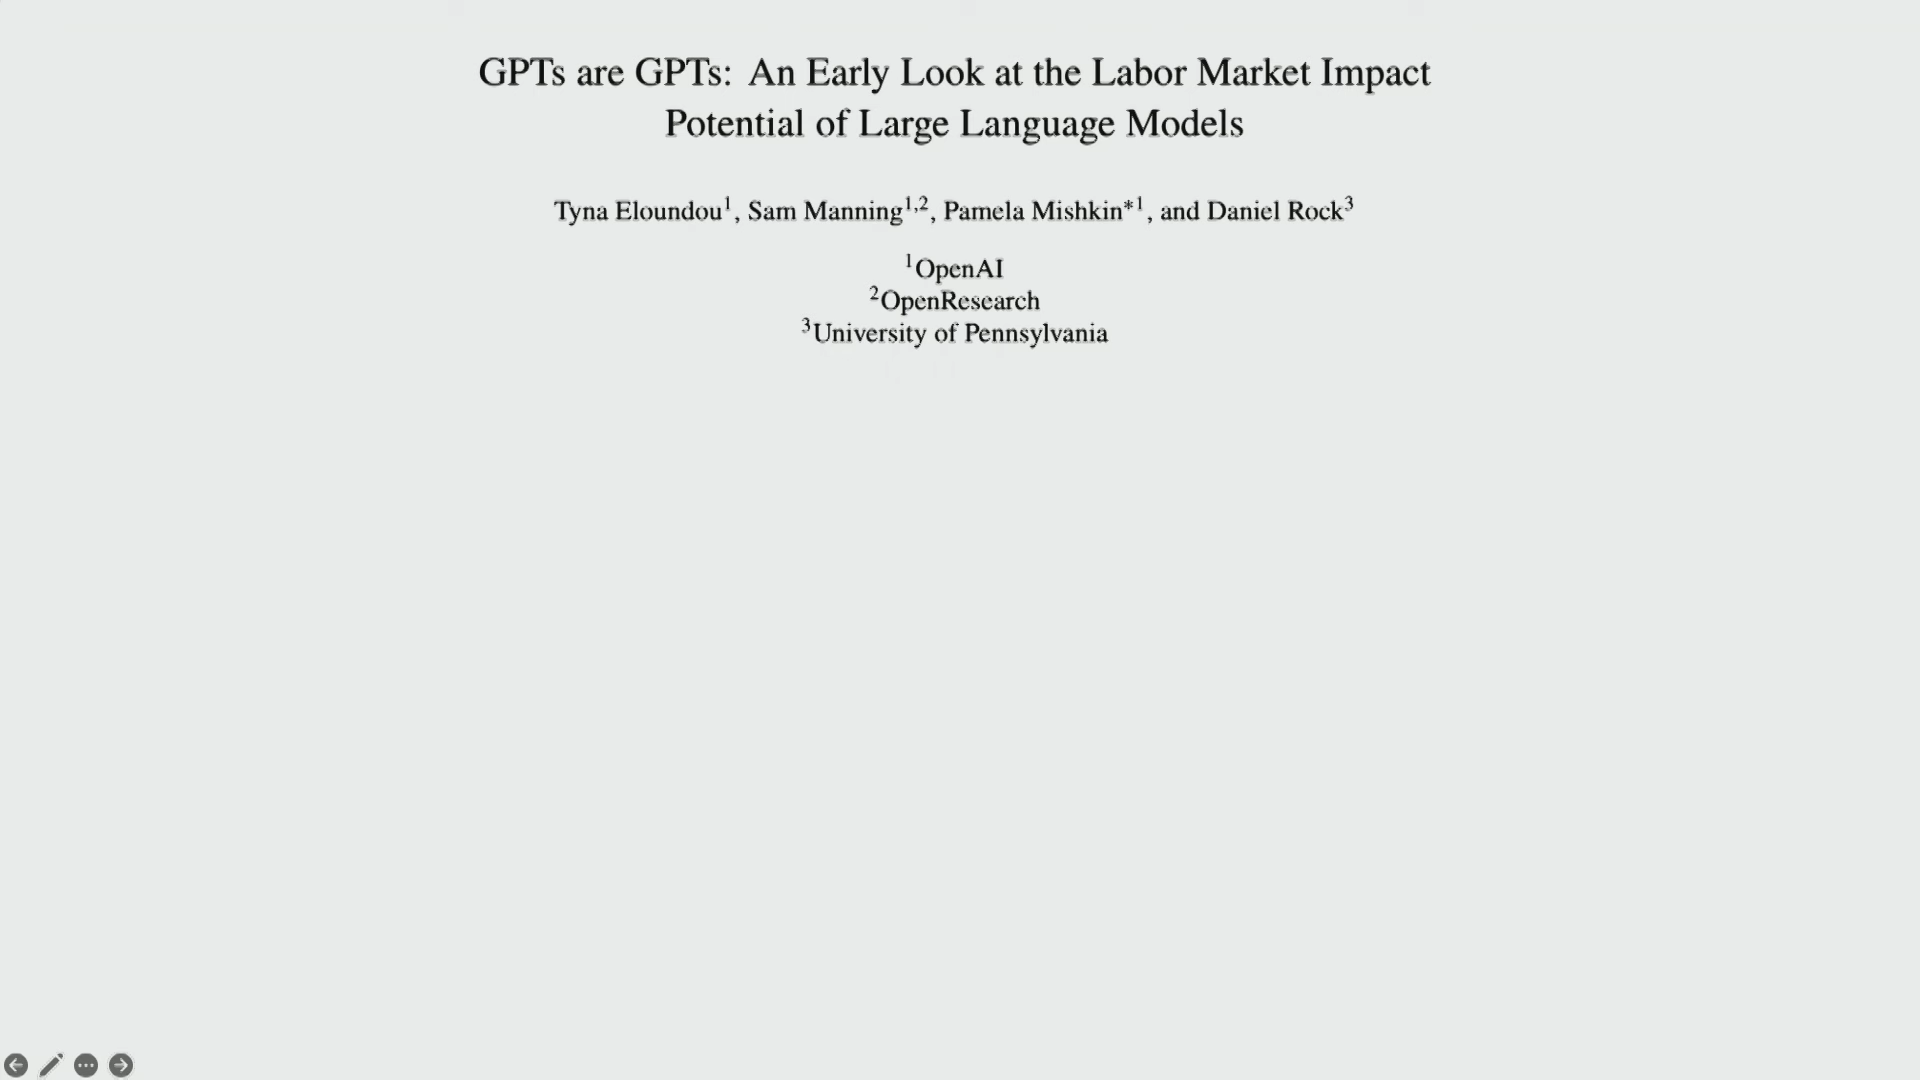 GPTs are GPTs: An Early Look at the Labor Market Impact
Potential of Large Language Models
Tyna Eloundou¹, Sam Manning¹,², Pamela Mishkin*¹, and Daniel Rock³
¹OpenAI
²OpenResearch
³University of Pennsylvania